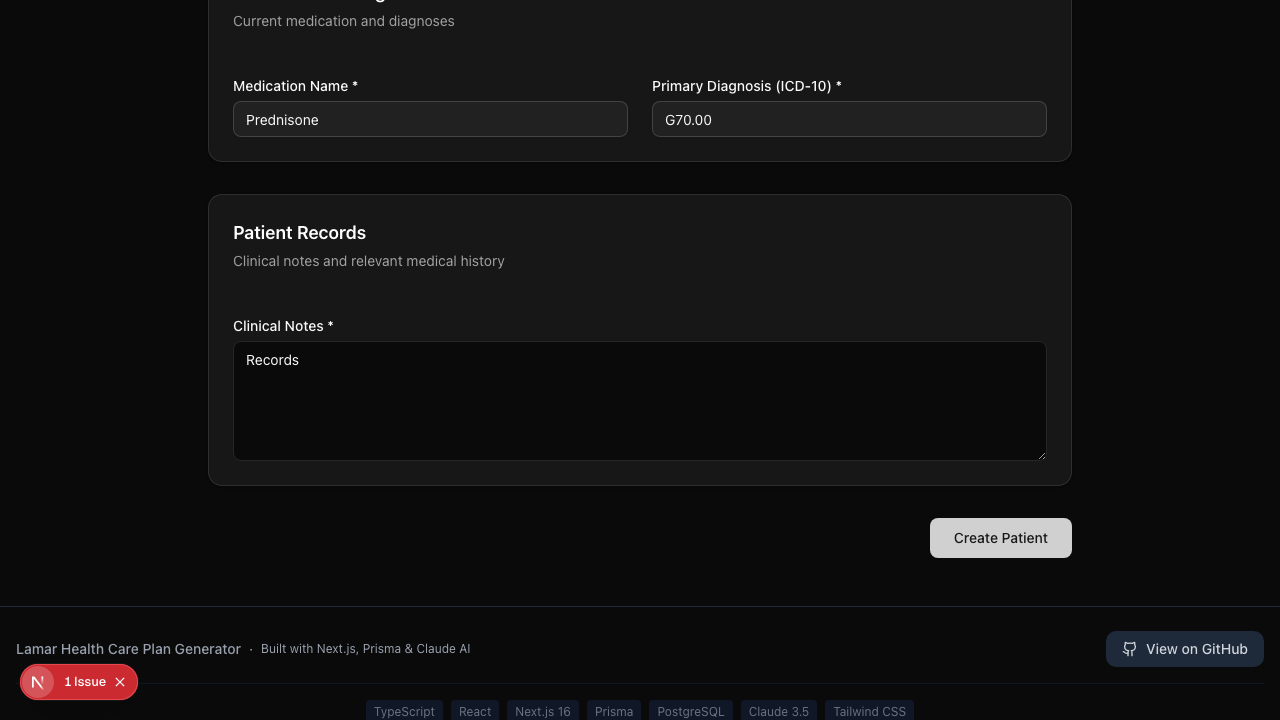 Current medication and diagnoses
Medication Name *
Primary Diagnosis (ICD-10) *
Prednisone
G70.00
Patient Records
Clinical notes and relevant medical history
Clinical Notes *
Records
Create Patient
Lamar Health Care Plan Generator · Built with Next.js, Prisma & Claude AI
View on GitHub
N 1 Issue
TypeScript React Next.js 16 Prisma PostgreSQL Claude 3.5 Tailwind CSS